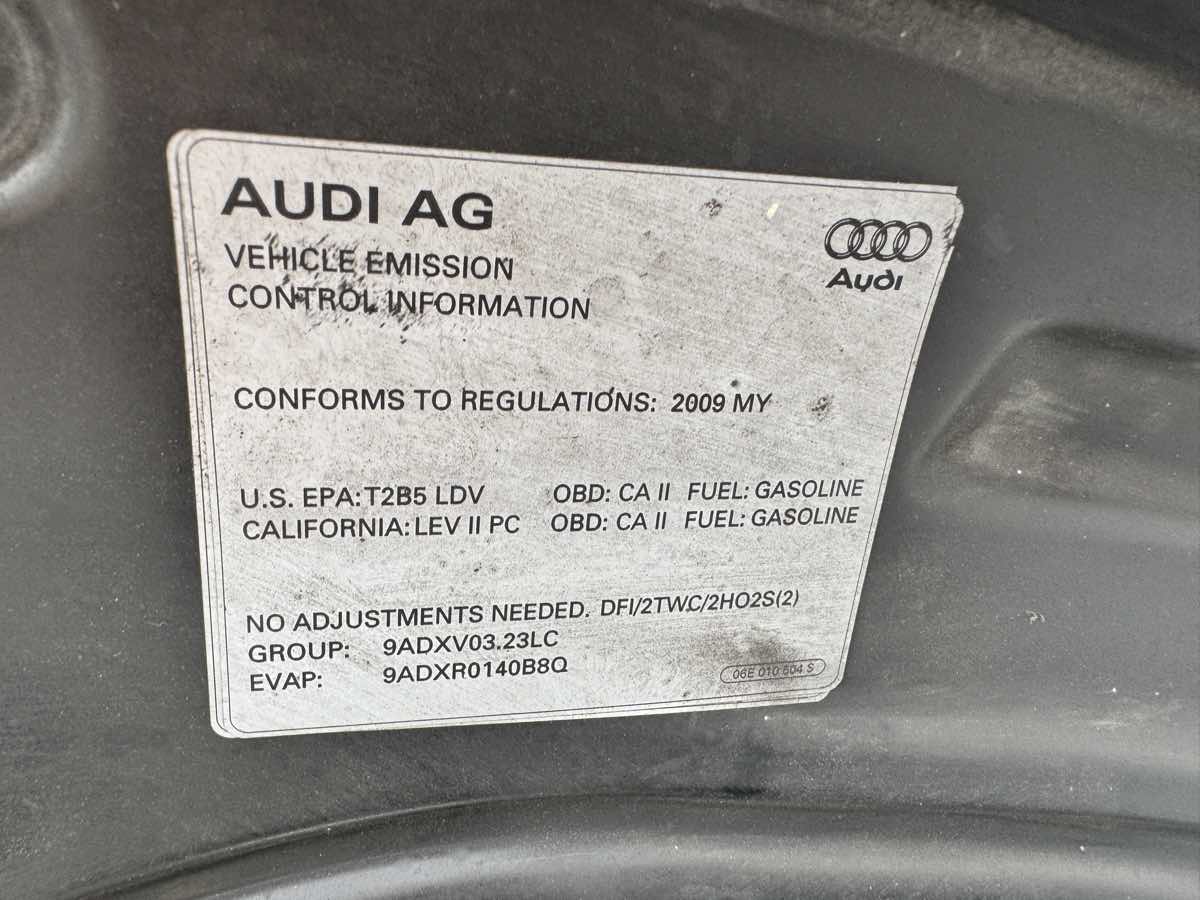 AUDI AG
Audi
VEHICLE EMISSION
CONTROL INFORMATION
CONFORMS TO REGULATIONS: 2009 MY
U.S. EPA: T2B5 LDV OBD: CA II FUEL: GASOLINE
CALIFORNIA: LEV II PC OBD: CA II FUEL: GASOLINE
NO ADJUSTMENTS NEEDED. DFI/2TWC/2HO2S(2)
GROUP: 9ADXV03.23LC
EVAP: 9ADXR0140B8Q
06E 010 504 S